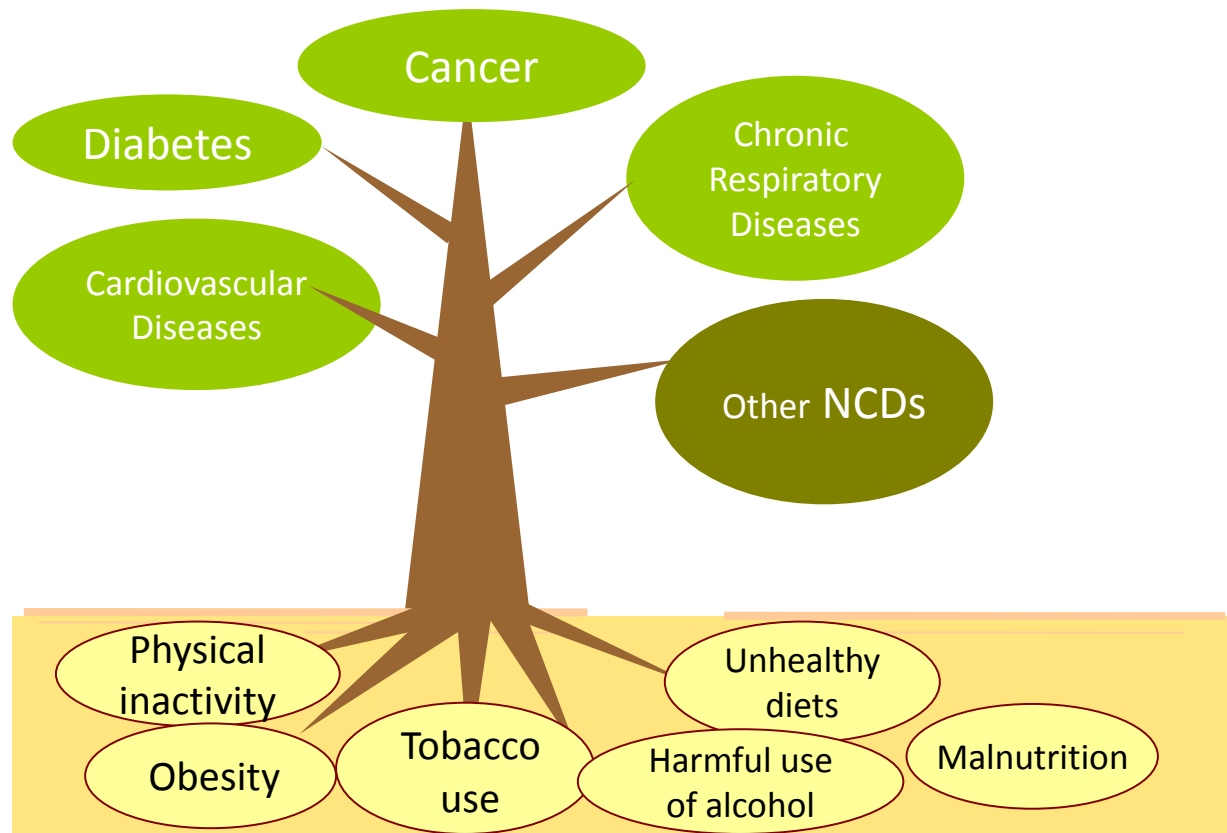 Cancer
Diabetes
Chronic
Respiratory
Diseases
Cardiovascular
Diseases
Other NCDs
Physical
inactivity
Unhealthy
diets
Obesity
Tobacco
use
Harmful use
of alcohol
Malnutrition